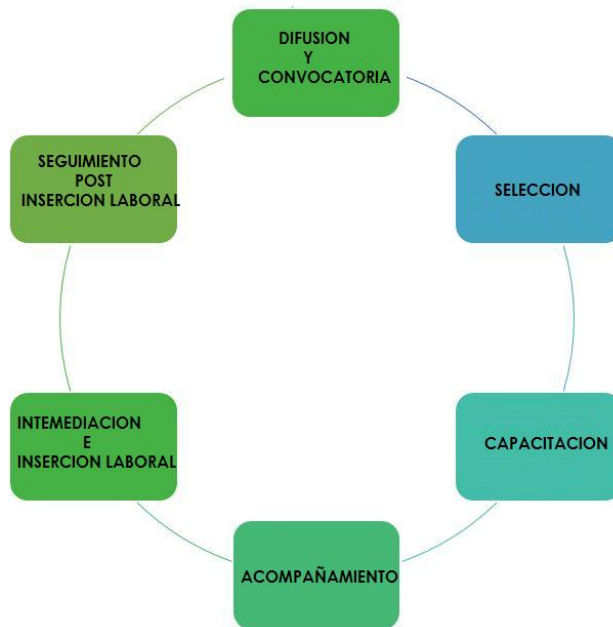 DIFUSION
Y
CONVOCATORIA
SELECCION
CAPACITACION
ACOMPAÑAMIENTO
INTEMEDIACION
E
INSERCION LABORAL
SEGUIMIENTO
POST
INSERCION LABORAL